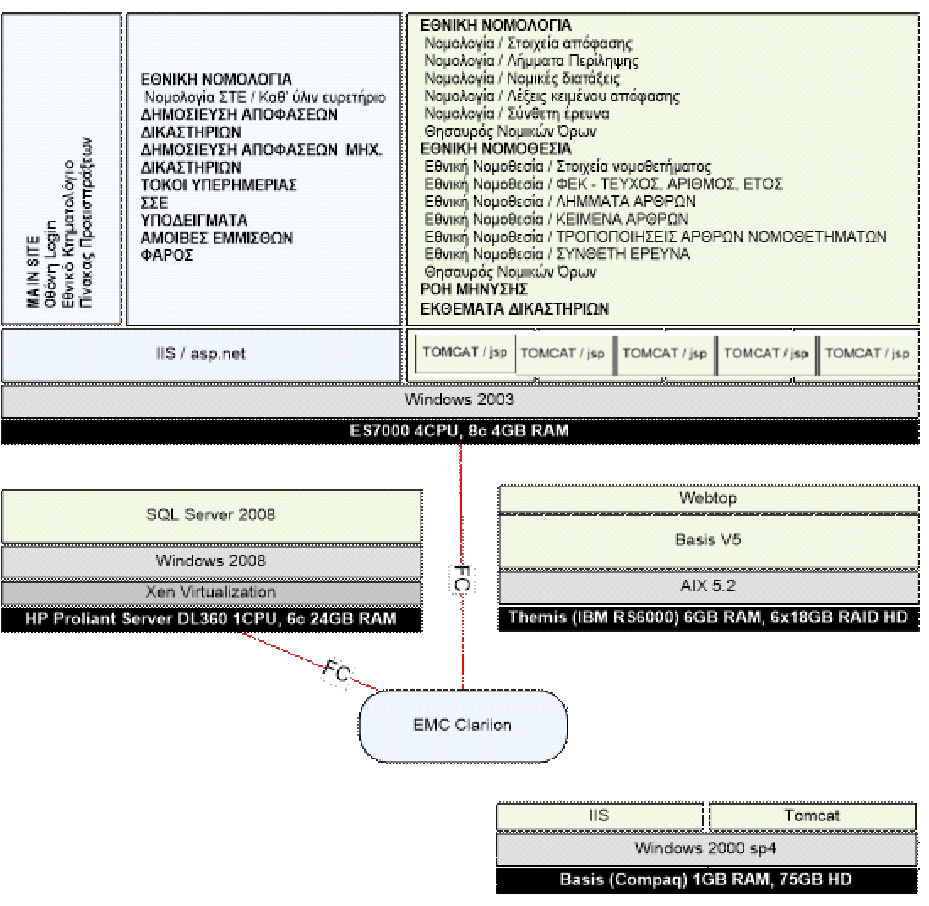 MAIN SITE
Οθόνη Login
Εθνικό Κτηματολόγιο
Πίνακας Προεισπράξεων
ΕΘΝΙΚΗ ΝΟΜΟΛΟΓΙΑ
Νομολογία ΣΤΕ / Καθ' ύλιν ευρετήριο
ΔΗΜΟΣΙΕΥΣΗ ΑΠΟΦΑΣΕΩΝ
ΔΙΚΑΣΤΗΡΙΩΝ
ΔΗΜΟΣΙΕΥΣΗ ΑΠΟΦΑΣΕΩΝ ΜΗΧ.
ΔΙΚΑΣΤΗΡΙΩΝ
ΤΟΚΟΙ ΥΠΕΡΗΜΕΡΙΑΣ
ΣΣΕ
ΥΠΟΔΕΙΓΜΑΤΑ
ΑΜΟΙΒΕΣ ΕΜΜΙΣΘΩΝ
ΦΑΡΟΣ
ΕΘΝΙΚΗ ΝΟΜΟΛΟΓΙΑ
Νομολογία / Στοιχεία απόφασης
Νομολογία / Λήμματα Περίληψης
Νομολογία / Νομικές διατάξεις
Νομολογία / Λέξεις κειμένου απόφασης
Νομολογία / Σύνθετη έρευνα
Θησαυρός Νομικών Όρων
ΕΘΝΙΚΗ ΝΟΜΟΘΕΣΙΑ
Εθνική Νομοθεσία / Στοιχεία νομοθετήματος
Εθνική Νομοθεσία / ΦΕΚ - ΤΕΥΧΟΣ, ΑΡΙΘΜΟΣ, ΕΤΟΣ
Εθνική Νομοθεσία / ΛΗΜΜΑΤΑ ΑΡΘΡΩΝ
Εθνική Νομοθεσία / ΚΕΙΜΕΝΑ ΑΡΘΡΩΝ
Εθνική Νομοθεσία / ΤΡΟΠΟΠΟΙΗΣΕΙΣ ΑΡΘΡΩΝ ΝΟΜΟΘΕΤΗΜΑΤΩΝ
Εθνική Νομοθεσία / ΣΥΝΘΕΤΗ ΕΡΕΥΝΑ
Θησαυρός Νομικών Όρων
ΡΟΗ ΜΗΝΥΣΗΣ
ΕΚΘΕΜΑΤΑ ΔΙΚΑΣΤΗΡΙΩΝ
IIS / asp.net
TOMCAT / jsp
TOMCAT / jsp
TOMCAT / jsp
TOMCAT / jsp
TOMCAT / jsp
Windows 2003
ES7000 4CPU, 8c 4GB RAM
SQL Server 2008
Windows 2008
Xen Virtualization
HP Proliant Server DL360 1CPU, 6c 24GB RAM
FC
Webtop
Basis V5
AIX 5.2
Themis (IBM RS6000) 6GB RAM, 6x18GB RAID HD
FC
EMC Clariion
IIS
Tomcat
Windows 2000 sp4
Basis (Compaq) 1GB RAM, 75GB HD